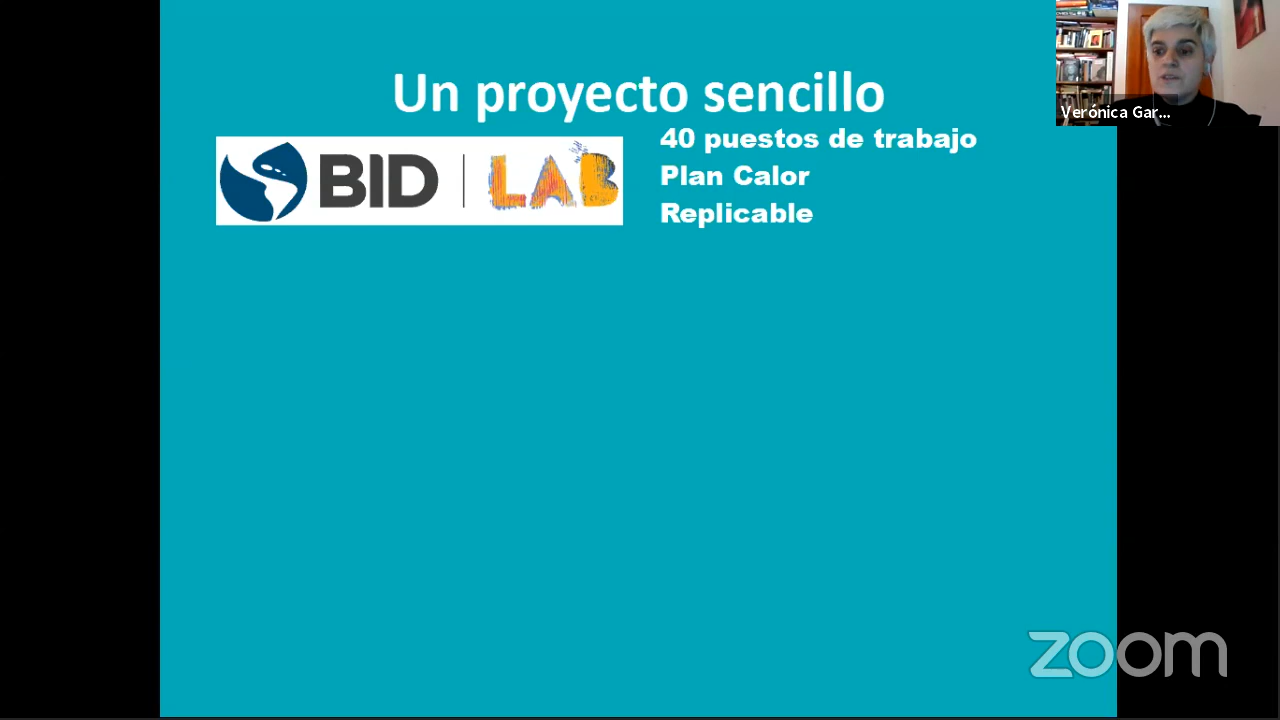 Un proyecto sencillo
BID | LAB
40 puestos de trabajo
Plan Calor
Replicable
Verónica Gar...
zoom